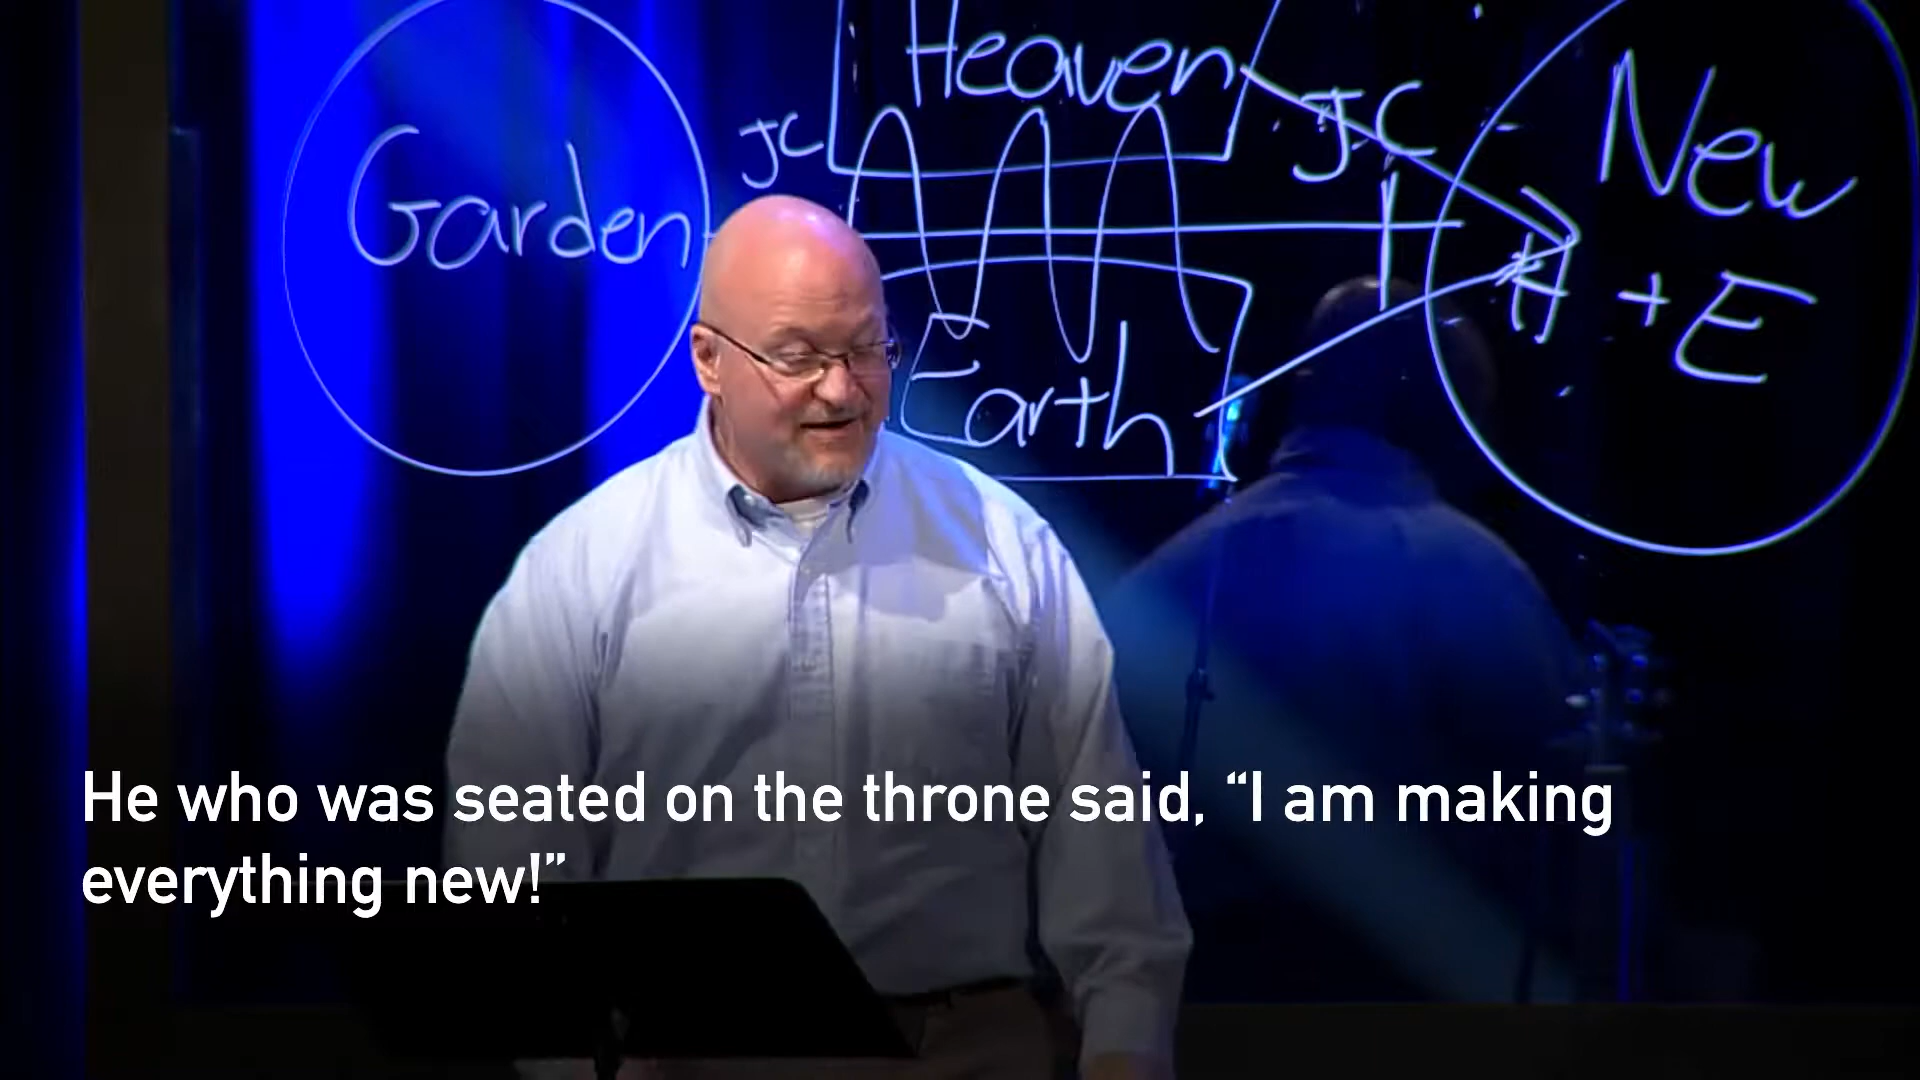 Heaven
JC
JC
Garden
New
H + E
Earth
He who was seated on the throne said, “I am making
everything new!”